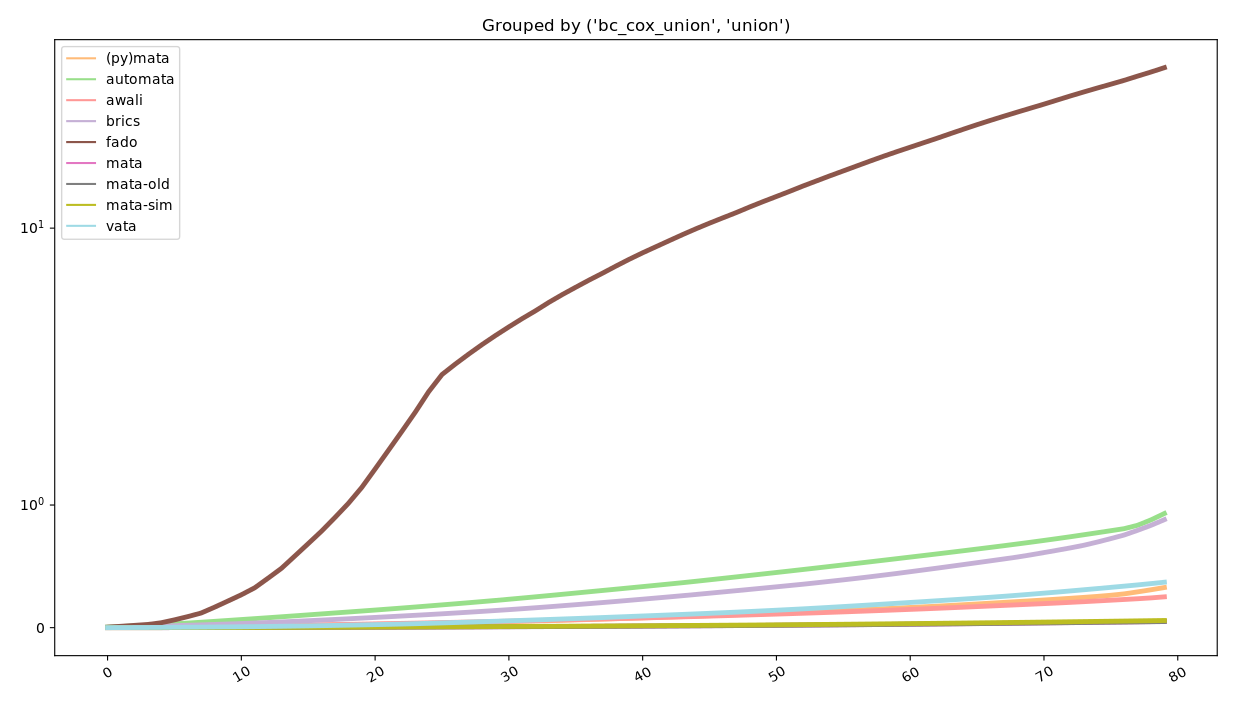 Grouped by ('bc_cox_union', 'union')
(py)mata
automata
awali
brics
fado
mata
mata-old
mata-sim
vata
10¹
10⁰
0
0 10 20 30 40 50 60 70 80